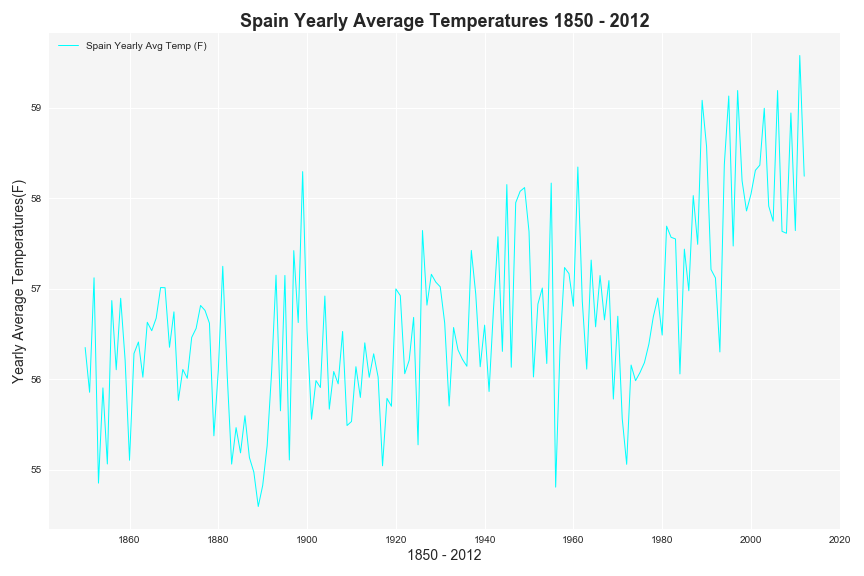 Spain Yearly Average Temperatures 1850 - 2012
Spain Yearly Avg Temp (F)
Yearly Average Temperatures(F)
59
58
57
56
55
1860 1880 1900 1920 1940 1960 1980 2000 2020
1850 - 2012